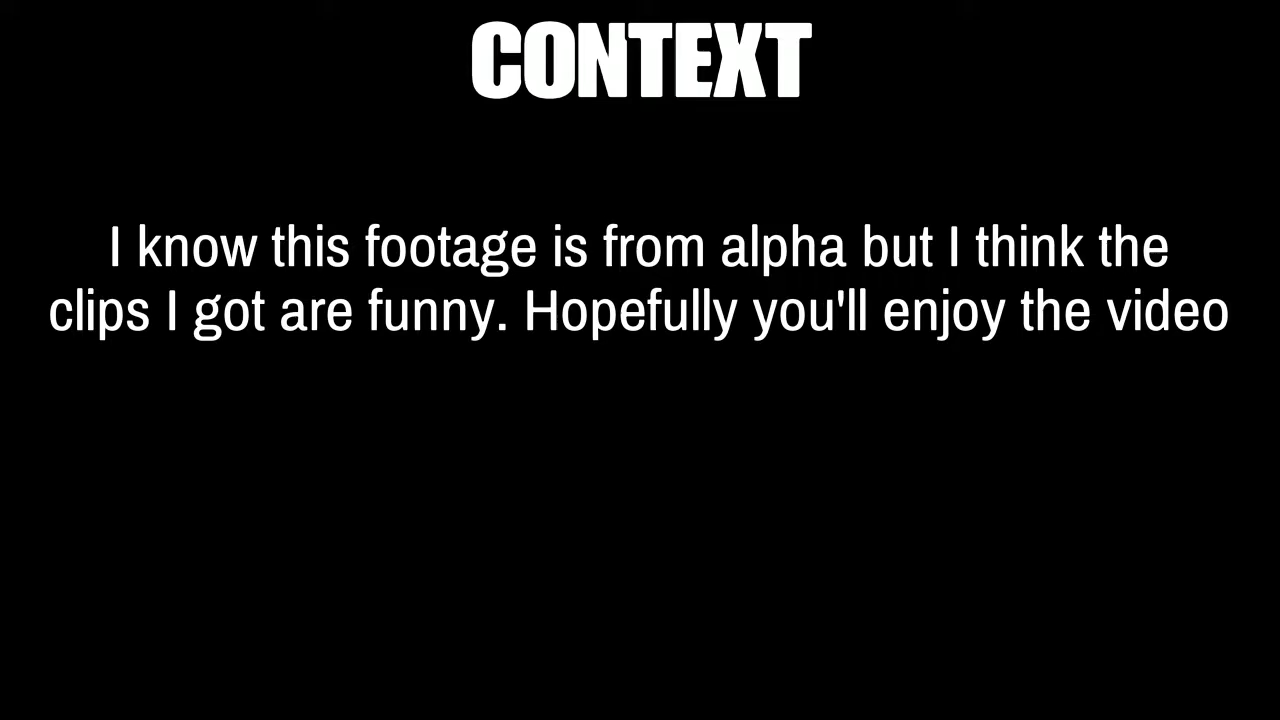 CONTEXT
I know this footage is from alpha but I think the
clips I got are funny. Hopefully you'll enjoy the video